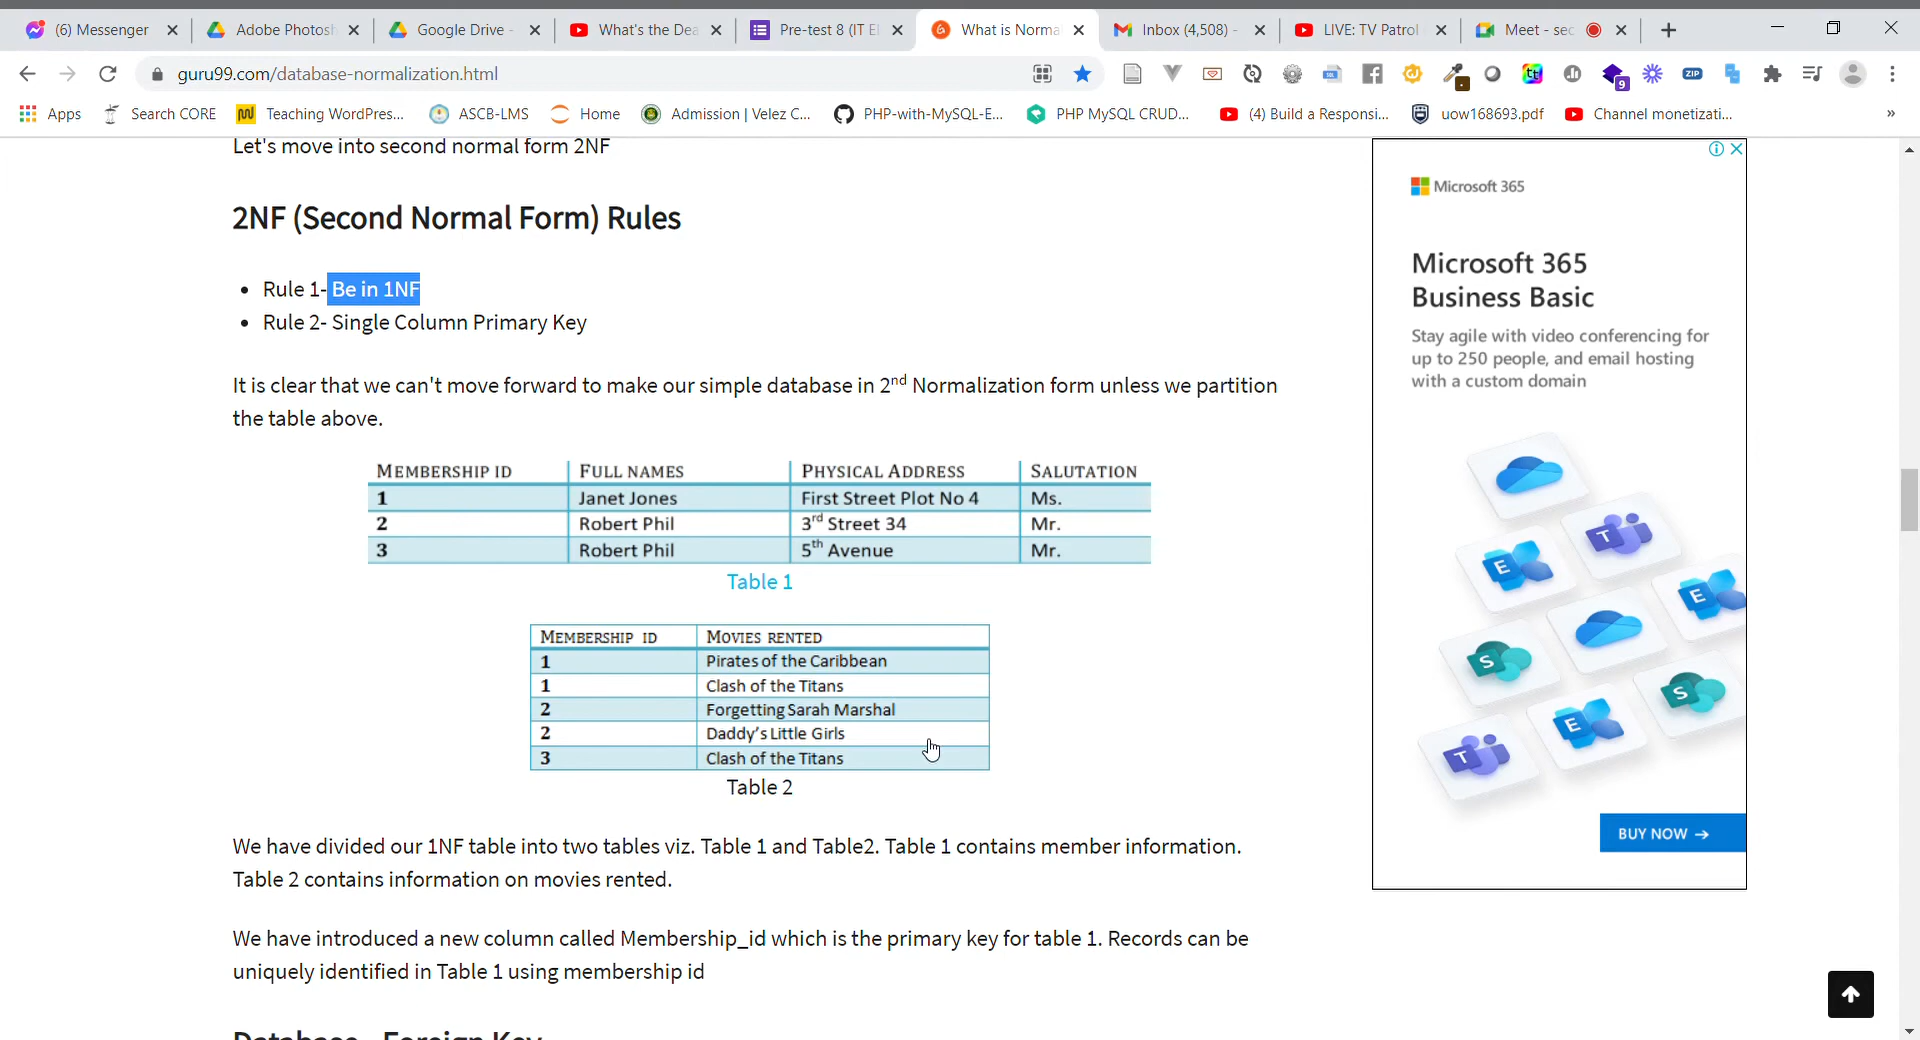 (6) Messenger
Adobe Photosh
Google Drive -
What's the Dea
Pre-test 8 (IT El
What is Norma
Inbox (4,508) -
LIVE: TV Patrol
Meet - sec
guru99.com/database-normalization.html
9
ZIP
Apps
Search CORE
Teaching WordPres...
ASCB-LMS
Home
Admission | Velez C...
PHP-with-MySQL-E...
PHP MySQL CRUD...
(4) Build a Responsi...
uow168693.pdf
Channel monetizati...
»
Let's move into second normal form 2NF
2NF (Second Normal Form) Rules
• Rule 1- Be in 1NF
• Rule 2- Single Column Primary Key
It is clear that we can't move forward to make our simple database in 2nd Normalization form unless we partition
the table above.
MEMBERSHIP ID FULL NAMES PHYSICAL ADDRESS SALUTATION
1 Janet Jones First Street Plot No 4 Ms.
2 Robert Phil 3rd Street 34 Mr.
3 Robert Phil 5th Avenue Mr.
Table 1
MEMBERSHIP ID MOVIES RENTED
1 Pirates of the Caribbean
1 Clash of the Titans
2 Forgetting Sarah Marshal
2 Daddy's Little Girls
3 Clash of the Titans
Table 2
We have divided our 1NF table into two tables viz. Table 1 and Table2. Table 1 contains member information.
Table 2 contains information on movies rented.
We have introduced a new column called Membership_id which is the primary key for table 1. Records can be
uniquely identified in Table 1 using membership id
Database - Foreign Key
Microsoft 365
Microsoft 365
Business Basic
Stay agile with video conferencing for
up to 250 people, and email hosting
with a custom domain
BUY NOW →